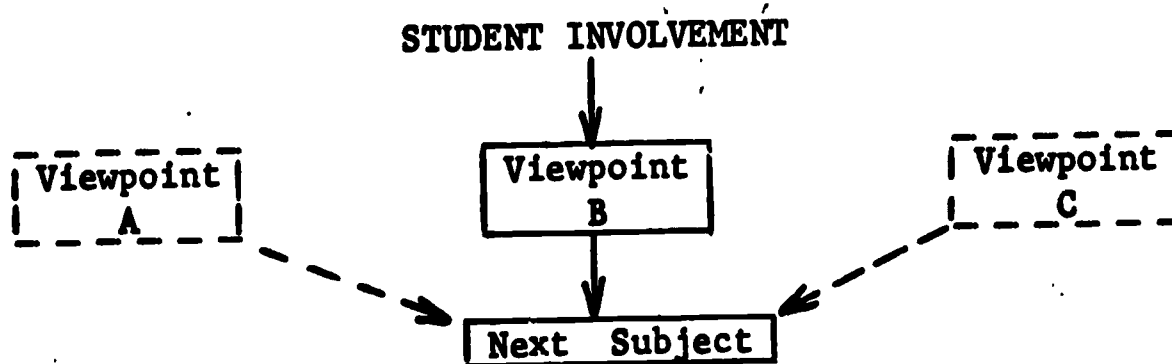 STUDENT INVOLVEMENT
Viewpoint
A
Viewpoint
B
Viewpoint
C
Next Subject